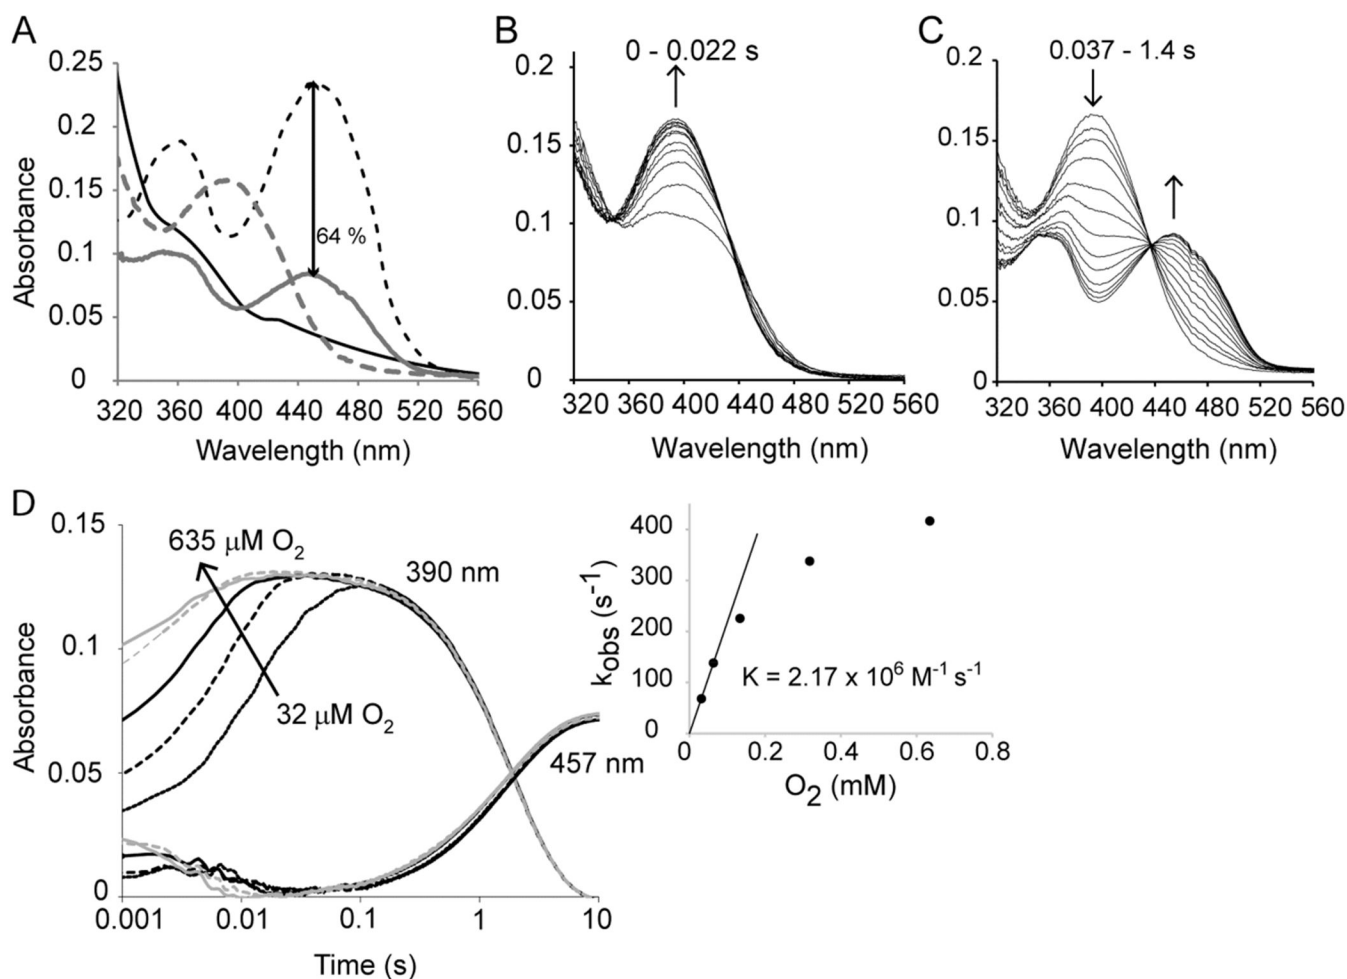 A
0.25
0.2
0.15
0.1
0.05
0
Absorbance
64 %
320 360 400 440 480 520 560
Wavelength (nm)
B
0 - 0.022 s
0.2
0.15
0.1
0.05
0
320 360 400 440 480 520 560
Wavelength (nm)
C
0.037 - 1.4 s
0.2
0.15
0.1
0.05
0
320 360 400 440 480 520 560
Wavelength (nm)
D
0.15
0.1
0.05
0
Absorbance
635 µM O₂
32 µM O₂
390 nm
457 nm
0.001 0.01 0.1 1 10
Time (s)
400
300
200
100
0
kobs (s⁻¹)
K = 2.17 x 10⁶ M⁻¹ s⁻¹
0 0.2 0.4 0.6 0.8
O₂ (mM)